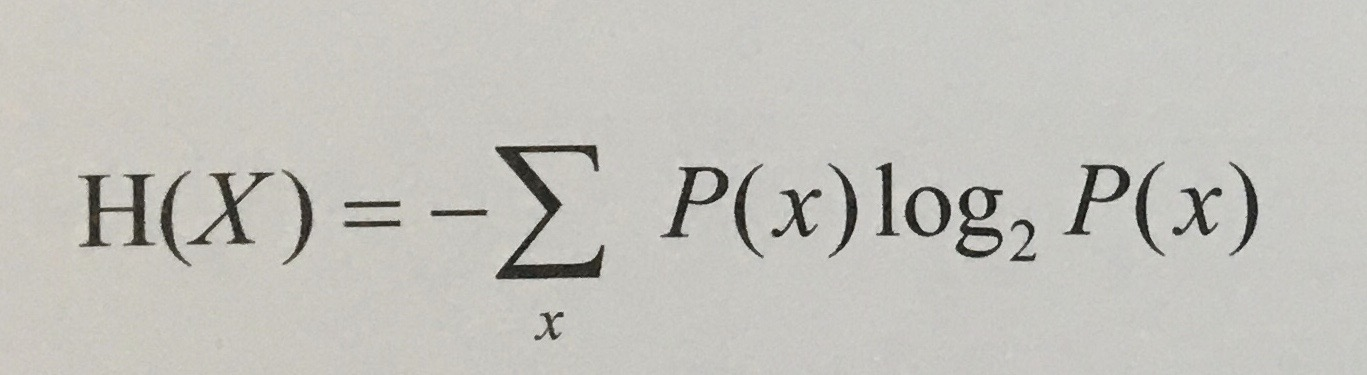 H(X) = −∑ₓ P(x) log₂ P(x)